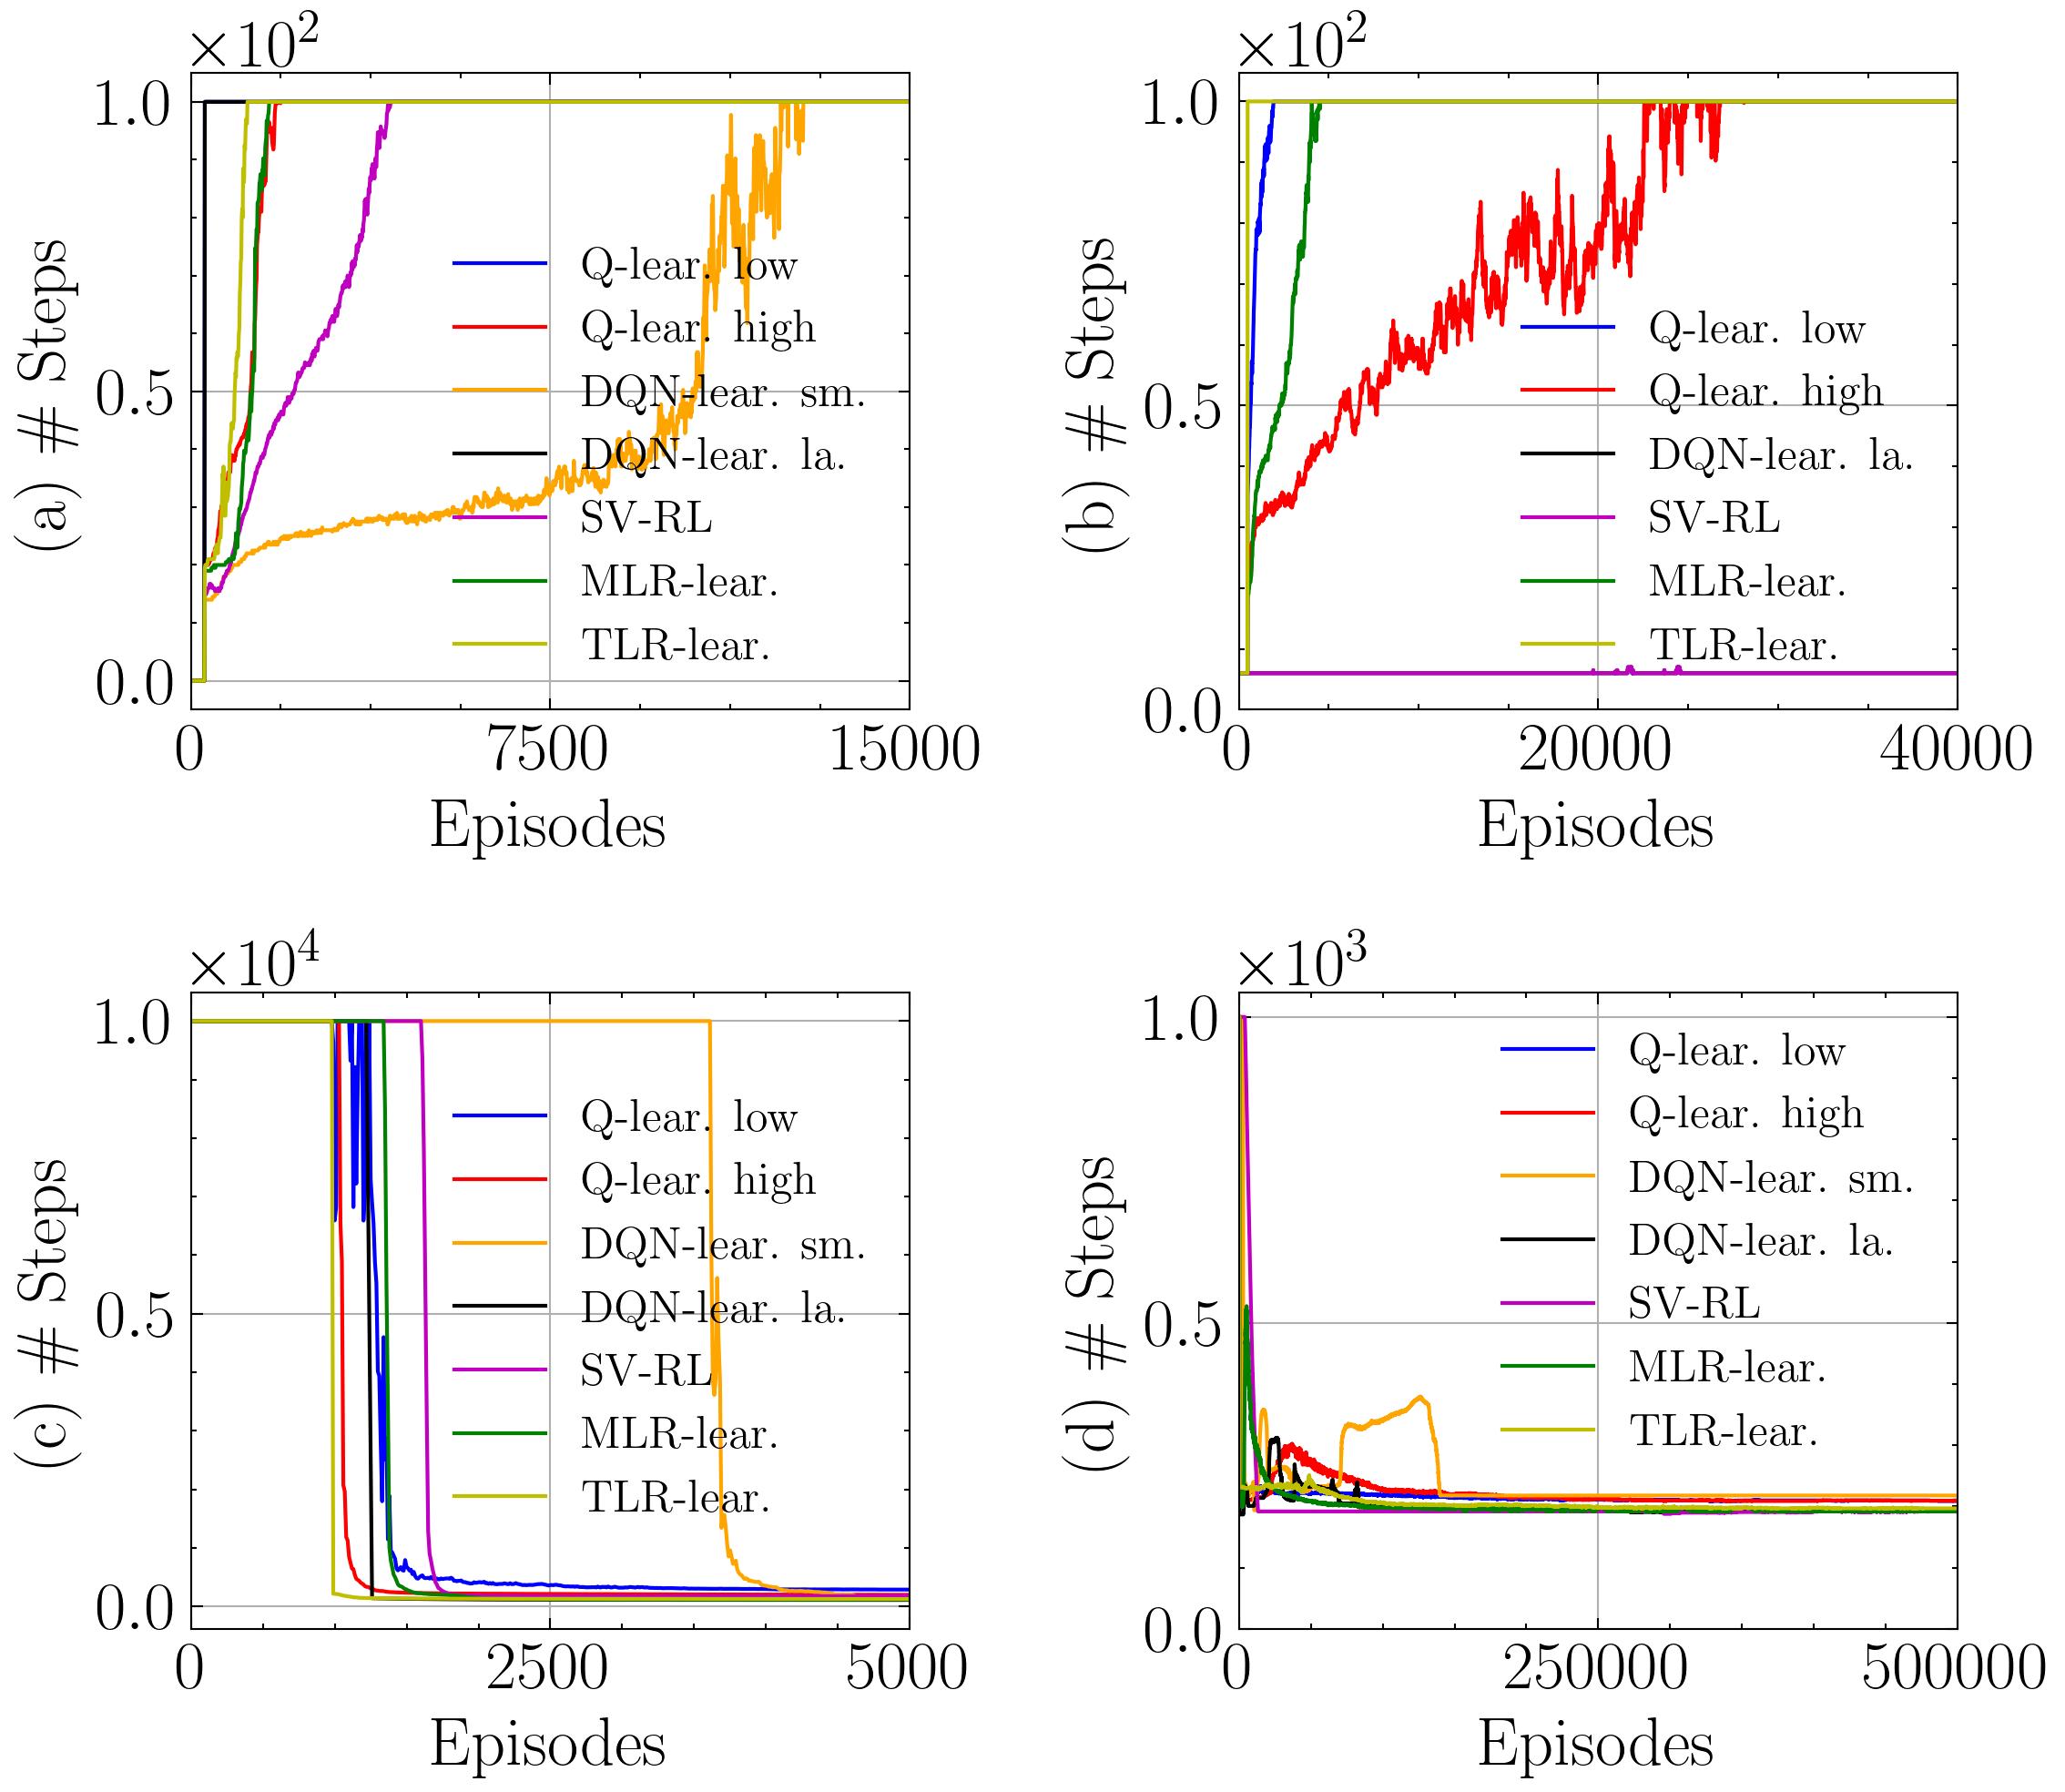 ×10²
(a) # Steps
1.0
0.5
0.0
Q-lear. low
Q-lear. high
DQN-lear. sm.
DQN-lear. la.
SV-RL
MLR-lear.
TLR-lear.
0 7500 15000
Episodes
×10²
(b) # Steps
1.0
0.5
0.0
Q-lear. low
Q-lear. high
DQN-lear. la.
SV-RL
MLR-lear.
TLR-lear.
0 20000 40000
Episodes
×10⁴
(c) # Steps
1.0
0.5
0.0
Q-lear. low
Q-lear. high
DQN-lear. sm.
DQN-lear. la.
SV-RL
MLR-lear.
TLR-lear.
0 2500 5000
Episodes
×10³
(d) # Steps
1.0
0.5
0.0
Q-lear. low
Q-lear. high
DQN-lear. sm.
DQN-lear. la.
SV-RL
MLR-lear.
TLR-lear.
0 250000 500000
Episodes